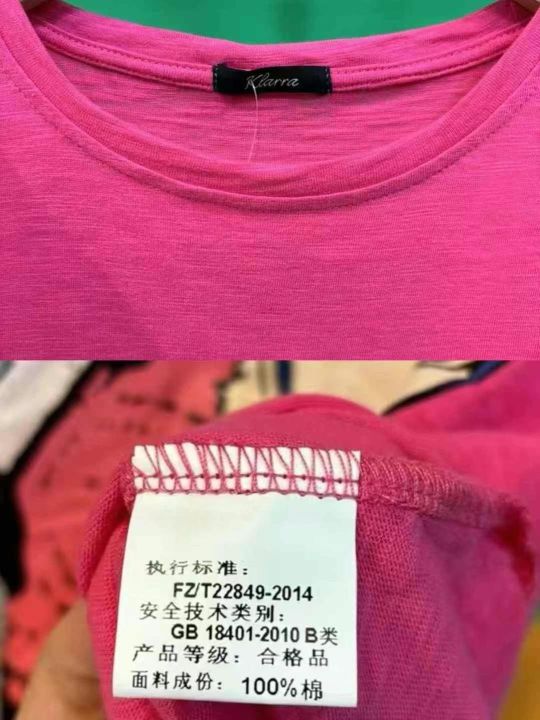 Klarra
执行标准：
FZ/T22849-2014
安全技术类别：
GB 18401-2010 B类
产品等级：合格品
面料成份：100%棉